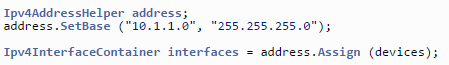 Ipv4AddressHelper address;
address.SetBase ("10.1.1.0", "255.255.255.0");
Ipv4InterfaceContainer interfaces = address.Assign (devices);